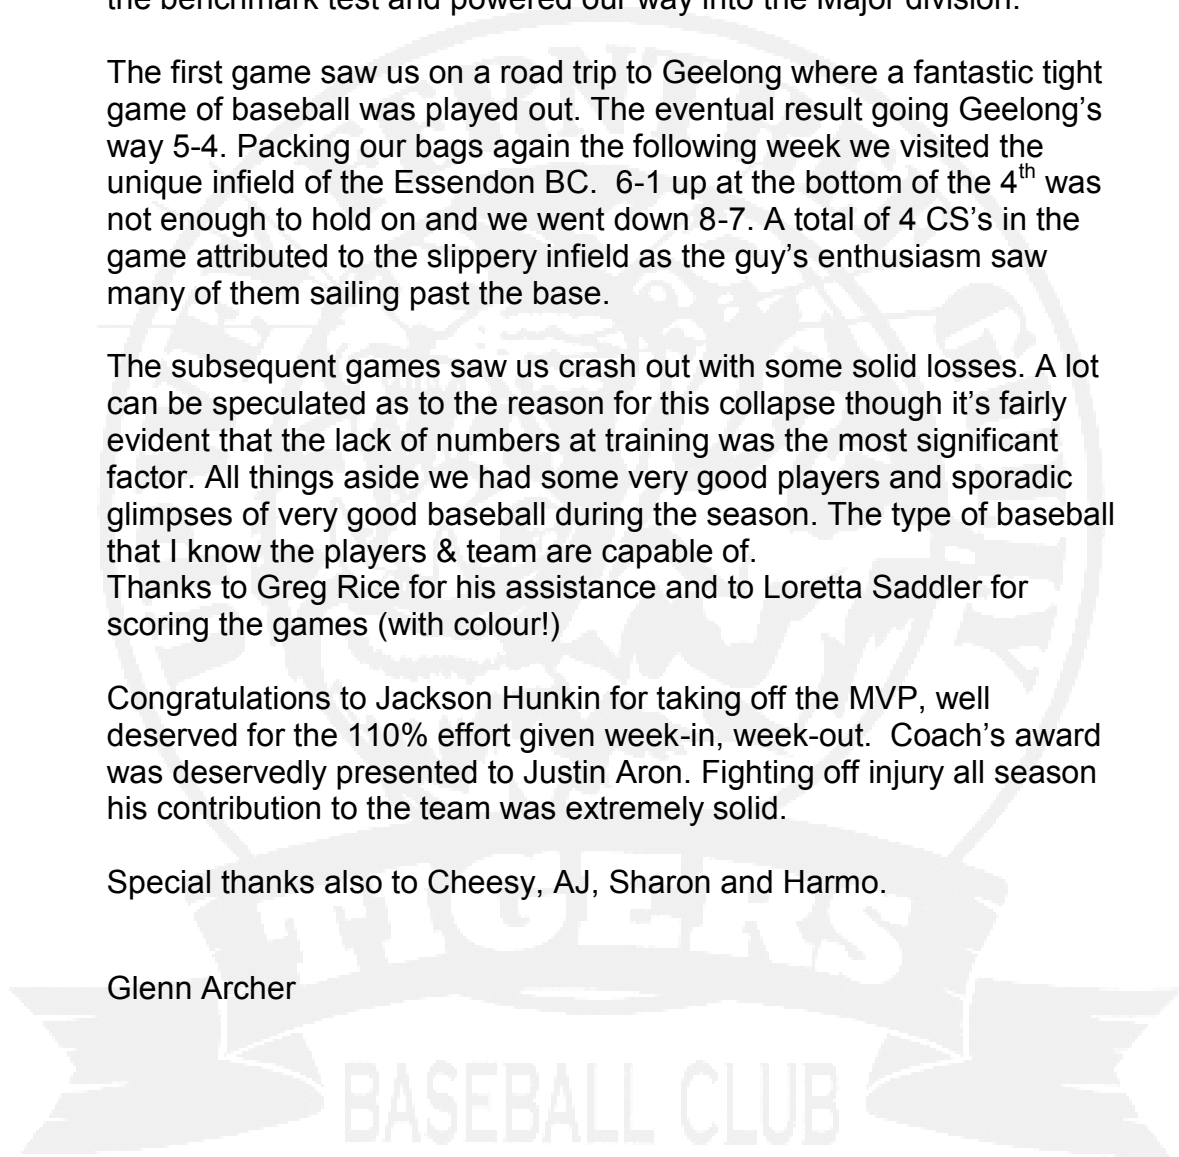 the benchmark test and powered our way into the Major division.
The first game saw us on a road trip to Geelong where a fantastic tight
game of baseball was played out. The eventual result going Geelong’s
way 5-4. Packing our bags again the following week we visited the
unique infield of the Essendon BC.  6-1 up at the bottom of the 4th was
not enough to hold on and we went down 8-7. A total of 4 CS’s in the
game attributed to the slippery infield as the guy’s enthusiasm saw
many of them sailing past the base.
The subsequent games saw us crash out with some solid losses. A lot
can be speculated as to the reason for this collapse though it’s fairly
evident that the lack of numbers at training was the most significant
factor. All things aside we had some very good players and sporadic
glimpses of very good baseball during the season. The type of baseball
that I know the players & team are capable of.
Thanks to Greg Rice for his assistance and to Loretta Saddler for
scoring the games (with colour!)
Congratulations to Jackson Hunkin for taking off the MVP, well
deserved for the 110% effort given week-in, week-out.  Coach’s award
was deservedly presented to Justin Aron. Fighting off injury all season
his contribution to the team was extremely solid.
Special thanks also to Cheesy, AJ, Sharon and Harmo.
TIGERS
Glenn Archer
BASEBALL CLUB